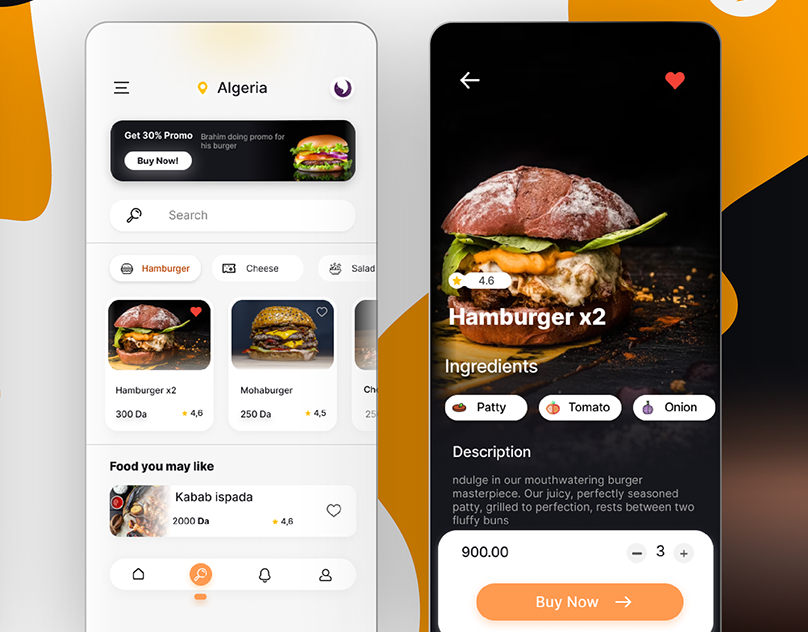 Algeria
Get 30% Promo
Brahim doing promo for
his burger
Buy Now!
Search
Hamburger
Cheese
Salad
Hamburger x2
300 Da
4,6
Mohaburger
250 Da
4,5
Ch
25
Food you may like
Kabab ispada
2000 Da
4,6
4.6
Hamburger x2
Ingredients
Patty
Tomato
Onion
Description
ndulge in our mouthwatering burger
masterpiece. Our juicy, perfectly seasoned
patty, grilled to perfection, rests between two
fluffy buns
900.00
3
Buy Now